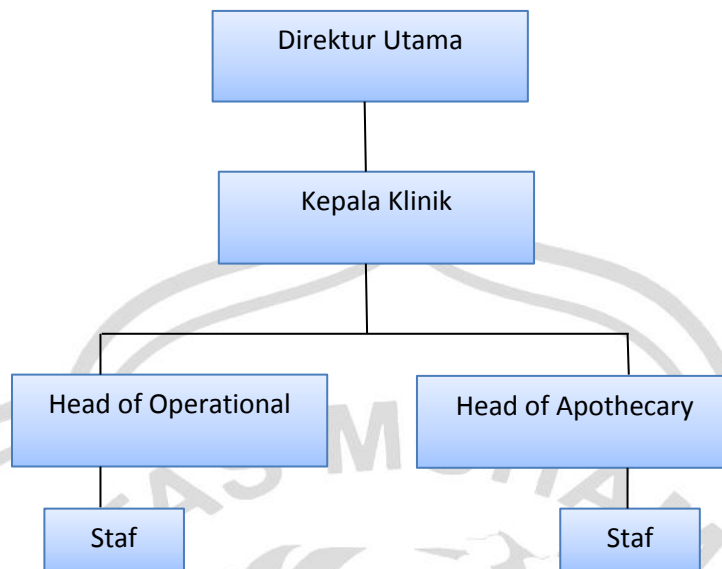 Direktur Utama
Kepala Klinik
Head of Operational
Head of Apothecary
Staf
Staf